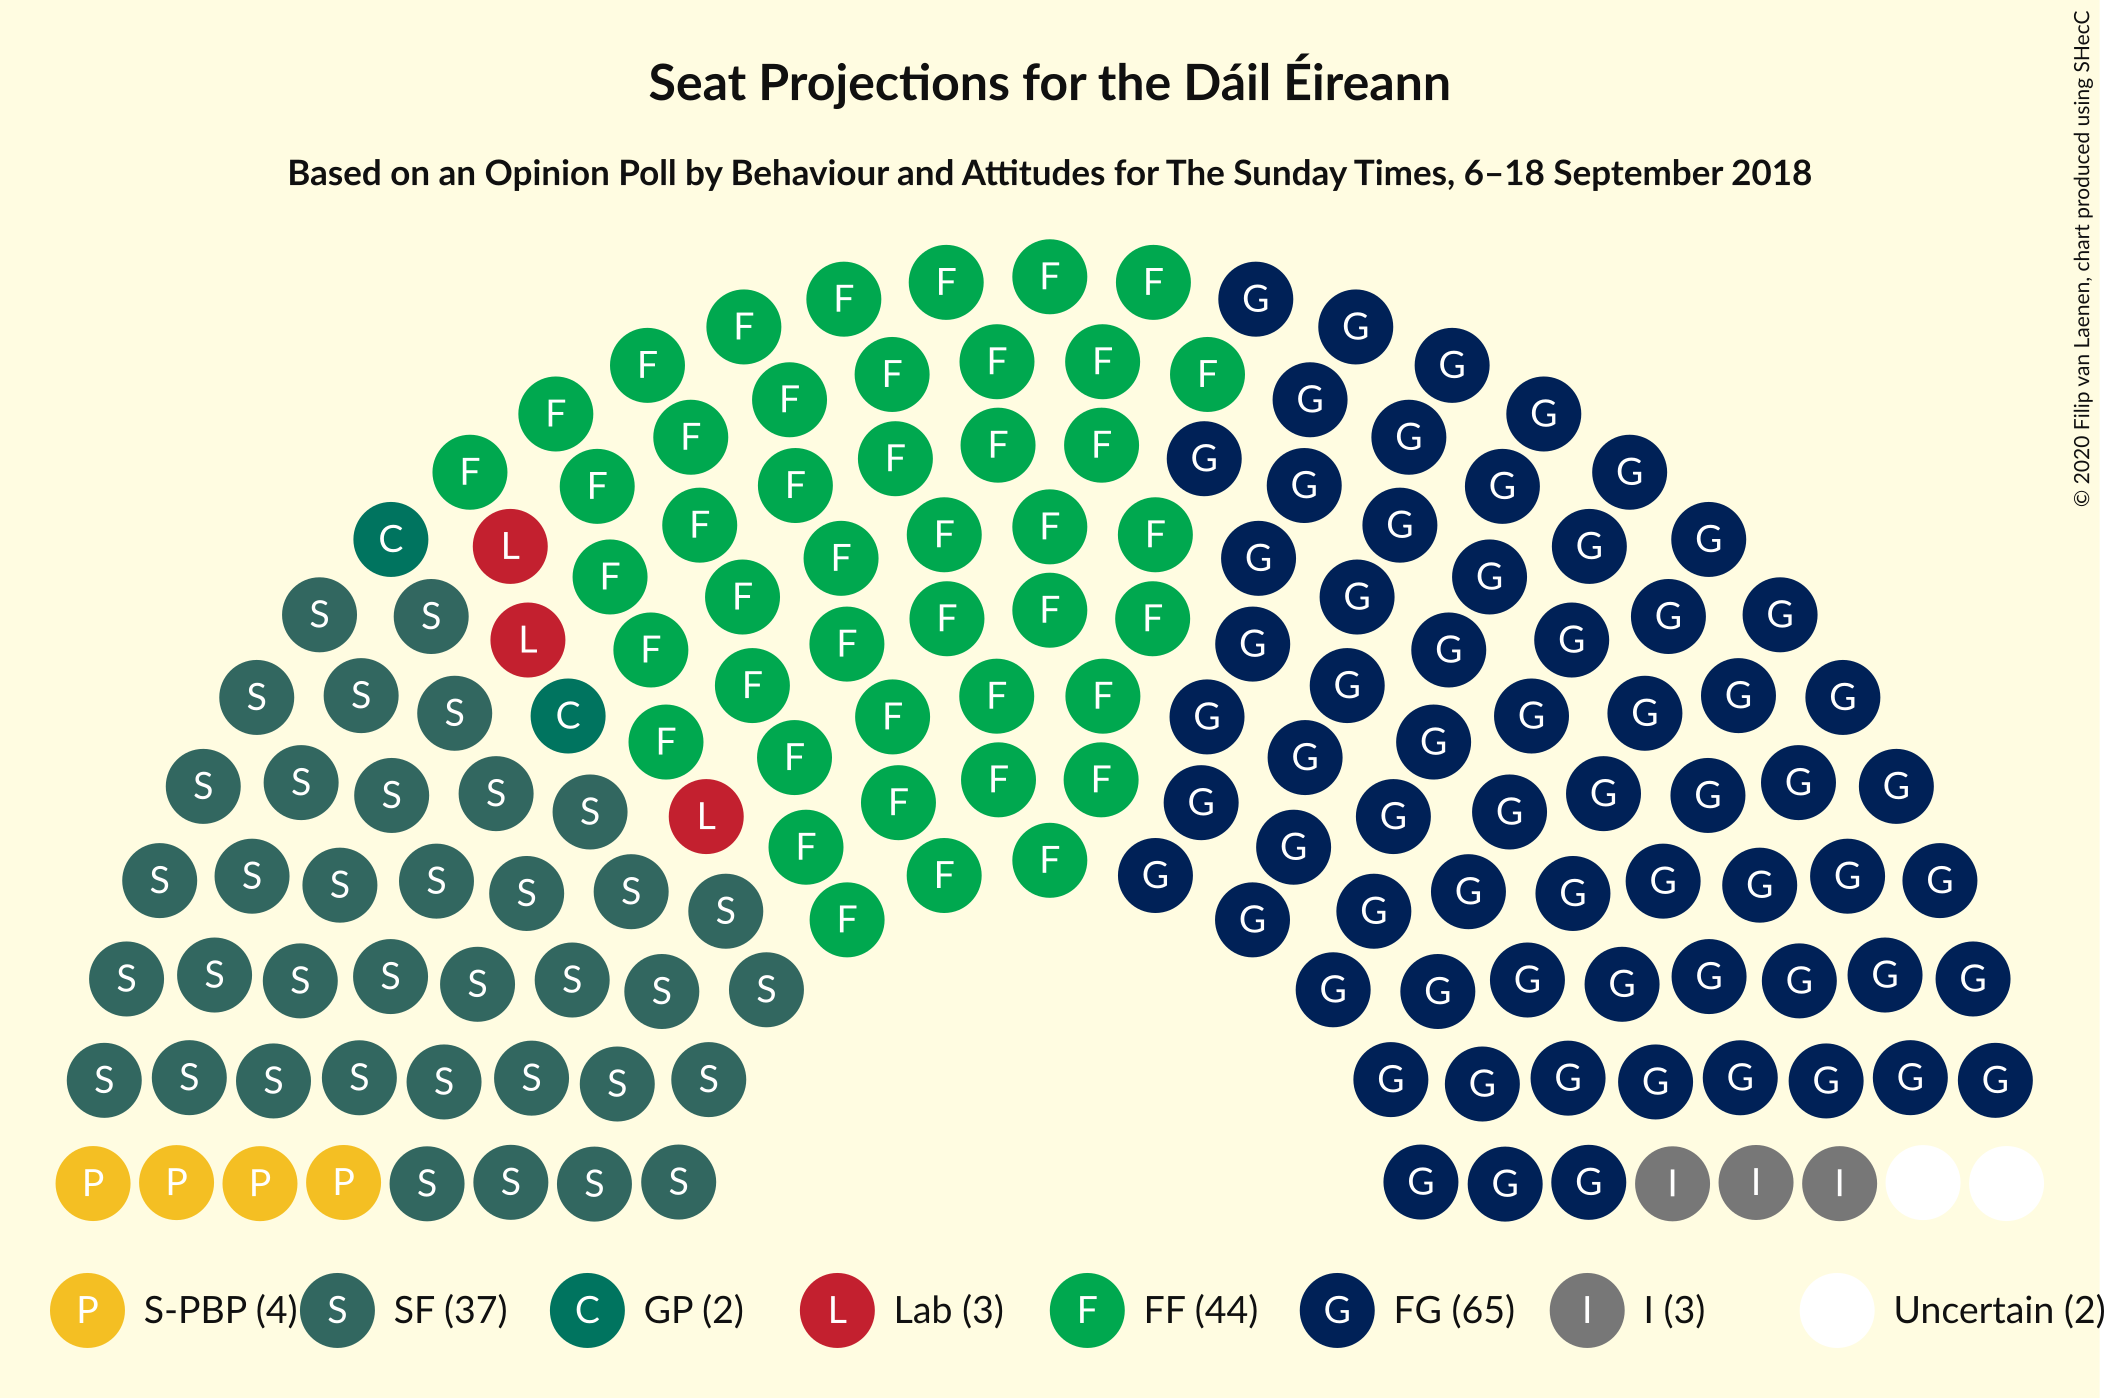 Seat Projections for the Dáil Éireann
Based on an Opinion Poll by Behaviour and Attitudes for The Sunday Times, 6–18 September 2018
© 2020 Filip van Laenen, chart produced using SHecC
F F F F G
F G
F F F F F G
F F G G
F F F F F G G G
F F G G
C L F F F F G G G
F F G G
S S F F F F G G G
L F F G G G
S S S C F F F F G G G G G G
F F G G
S S S S S L F F F G G G G G G G
F F G
S S S S S S S F F G G G G G G G G G
S S S S S S S S G G G G G G G G
S S S S S S S S G G G G G G G G
P P P P S S S S G G G I I I
P S-PBP (4) S SF (37) C GP (2) L Lab (3) F FF (44) G FG (65) I I (3) Uncertain (2)